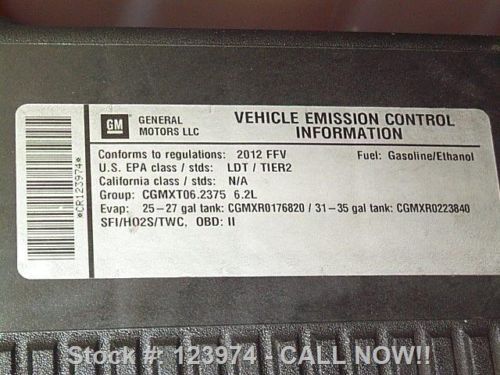 GM
GENERAL
MOTORS LLC
VEHICLE EMISSION CONTROL
INFORMATION
Conforms to regulations: 2012 FFV Fuel: Gasoline/Ethanol
U.S. EPA class / stds: LDT / TIER2
California class / stds: N/A
Group: CGMXT06.2375 6.2L
Evap: 25-27 gal tank: CGMXR0176820 / 31-35 gal tank: CGMXR0223840
SFI/HO2S/TWC, OBD: II
*CR123974*
Stock #: 123974 - CALL NOW!!